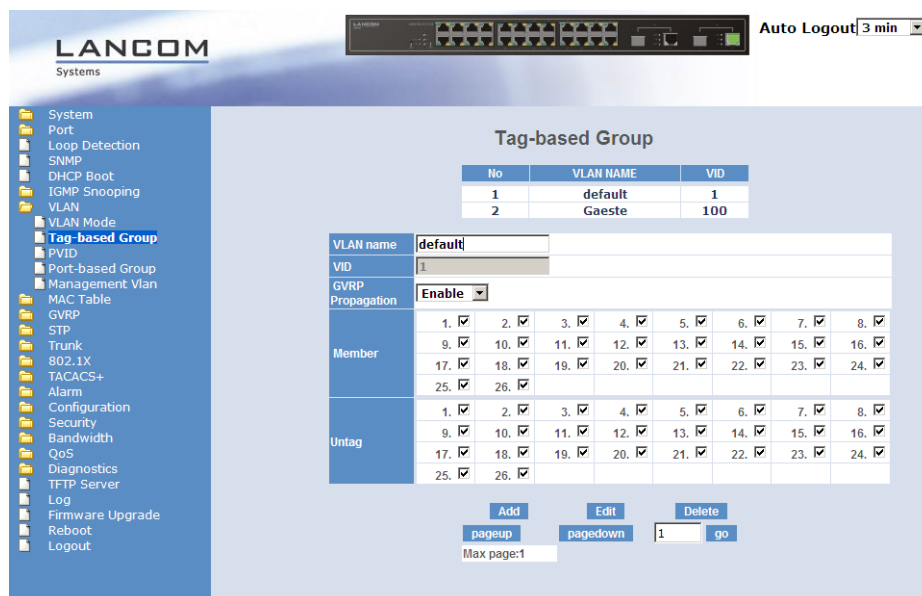 LANCOM
Systems
LANCOM
Auto Logout 3 min
System
Port
Loop Detection
SNMP
DHCP Boot
IGMP Snooping
VLAN
VLAN Mode
Tag-based Group
PVID
Port-based Group
Management Vlan
MAC Table
GVRP
STP
Trunk
802.1X
TACACS+
Alarm
Configuration
Security
Bandwidth
QoS
Diagnostics
TFTP Server
Log
Firmware Upgrade
Reboot
Logout
Tag-based Group
No VLAN NAME VID
1 default 1
2 Gaeste 100
VLAN name default
VID 1
GVRP Propagation Enable
Member
1. 2. 3. 4. 5. 6. 7. 8.
9. 10. 11. 12. 13. 14. 15. 16.
17. 18. 19. 20. 21. 22. 23. 24.
25. 26.
Untag
1. 2. 3. 4. 5. 6. 7. 8.
9. 10. 11. 12. 13. 14. 15. 16.
17. 18. 19. 20. 21. 22. 23. 24.
25. 26.
Add Edit Delete
pageup pagedown 1 go
Max page:1